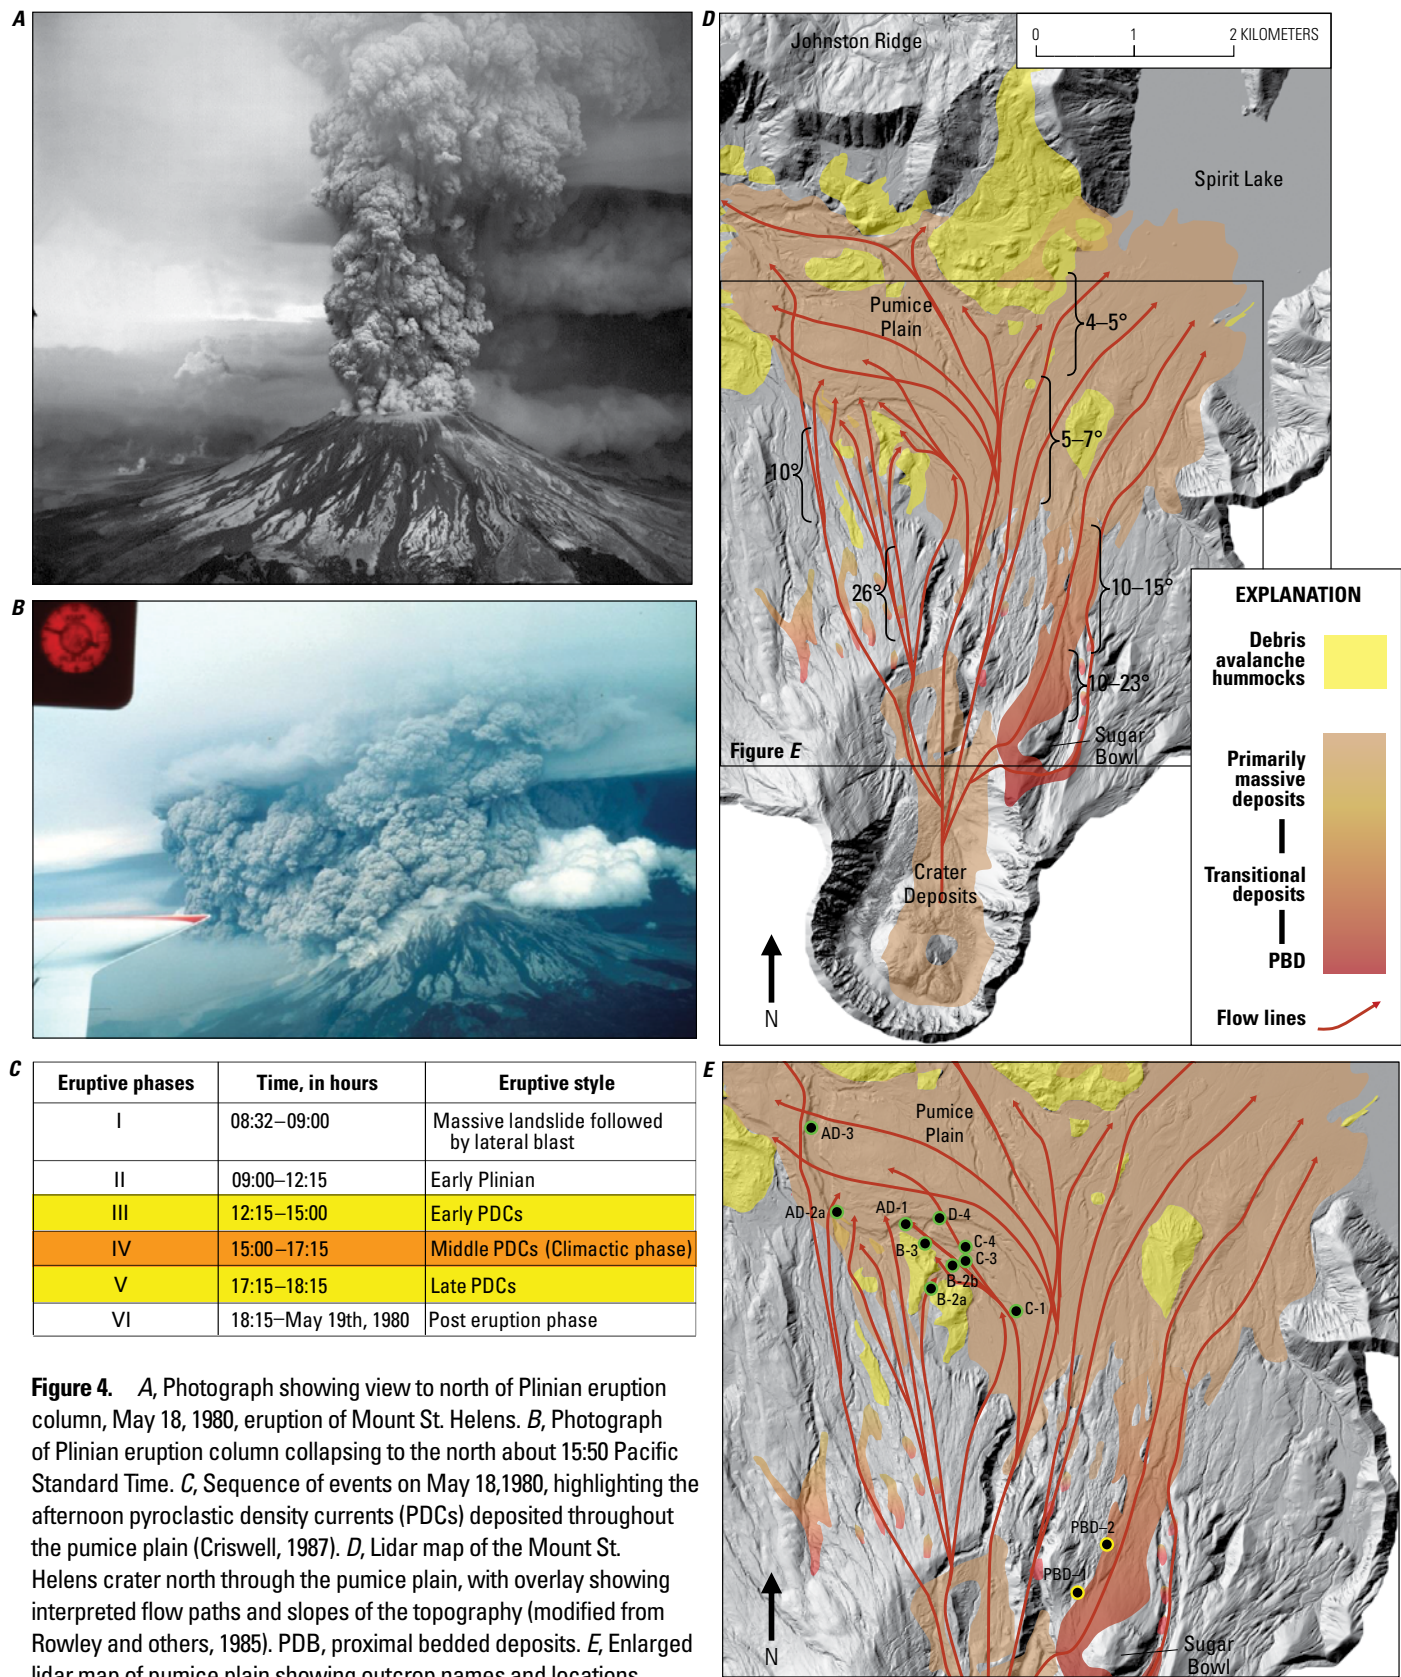 A
B
C
Eruptive phases Time, in hours Eruptive style
I 08:32–09:00 Massive landslide followed
by lateral blast
II 09:00–12:15 Early Plinian
III 12:15–15:00 Early PDCs
IV 15:00–17:15 Middle PDCs (Climactic phase)
V 17:15–18:15 Late PDCs
VI 18:15–May 19th, 1980 Post eruption phase
Figure 4. A, Photograph showing view to north of Plinian eruption
column, May 18, 1980, eruption of Mount St. Helens. B, Photograph
of Plinian eruption column collapsing to the north about 15:50 Pacific
Standard Time. C, Sequence of events on May 18,1980, highlighting the
afternoon pyroclastic density currents (PDCs) deposited throughout
the pumice plain (Criswell, 1987). D, Lidar map of the Mount St.
Helens crater north through the pumice plain, with overlay showing
interpreted flow paths and slopes of the topography (modified from
Rowley and others, 1985). PDB, proximal bedded deposits. E, Enlarged
lidar map of pumice plain showing outcrop names and locations
D
Johnston Ridge
0 1 2 KILOMETERS
Spirit Lake
Pumice
Plain
4–5°
5–7°
10°
26°
10–15°
10–23°
Sugar
Bowl
Figure E
Crater
Deposits
N
EXPLANATION
Debris
avalanche
hummocks
Primarily
massive
deposits
Transitional
deposits
PBD
Flow lines
E
Pumice
Plain
AD-3
AD-2a
AD-1
D-4
B-3
C-4
C-3
B-2b
B-2a
C-1
PBD–2
PBD–1
Sugar
Bowl
N